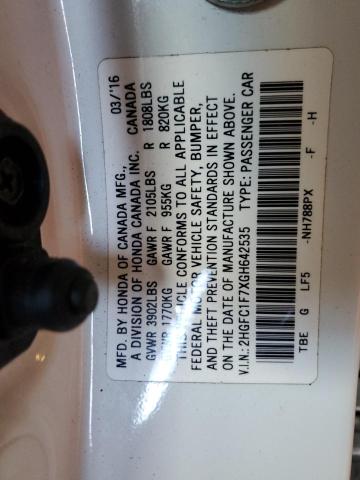 MFD. BY HONDA OF CANADA MFG., 03/'16
A DIVISION OF HONDA CANADA INC. CANADA
GVWR 3902LBS GAWR F 2105LBS R 1808LBS
1770KG GAWR F 955KG R 820KG
THIS VEHICLE CONFORMS TO ALL APPLICABLE
FEDERAL MOTOR VEHICLE SAFETY, BUMPER,
AND THEFT PREVENTION STANDARDS IN EFFECT
ON THE DATE OF MANUFACTURE SHOWN ABOVE.
V.I.N.: 2HGFC1F7XGH642535 TYPE: PASSENGER CAR
TBE G LF5 -NH788PX -F -H